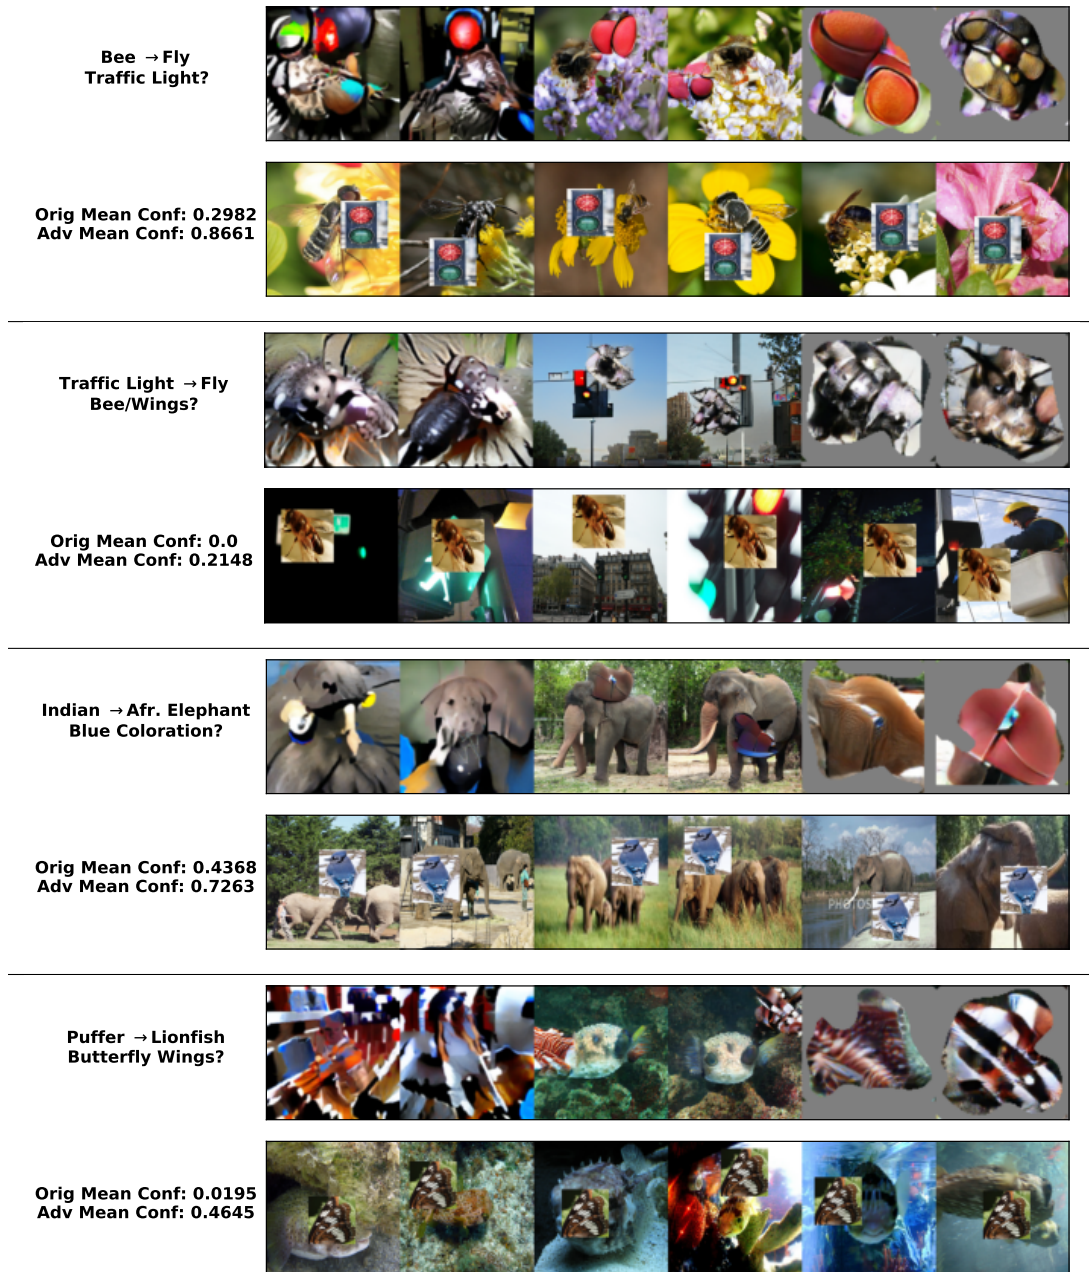 Bee → Fly
Traffic Light?
Orig Mean Conf: 0.2982
Adv Mean Conf: 0.8661
Traffic Light → Fly
Bee/Wings?
Orig Mean Conf: 0.0
Adv Mean Conf: 0.2148
Indian → Afr. Elephant
Blue Coloration?
Orig Mean Conf: 0.4368
Adv Mean Conf: 0.7263
PHOTOS
Puffer → Lionfish
Butterfly Wings?
Orig Mean Conf: 0.0195
Adv Mean Conf: 0.4645